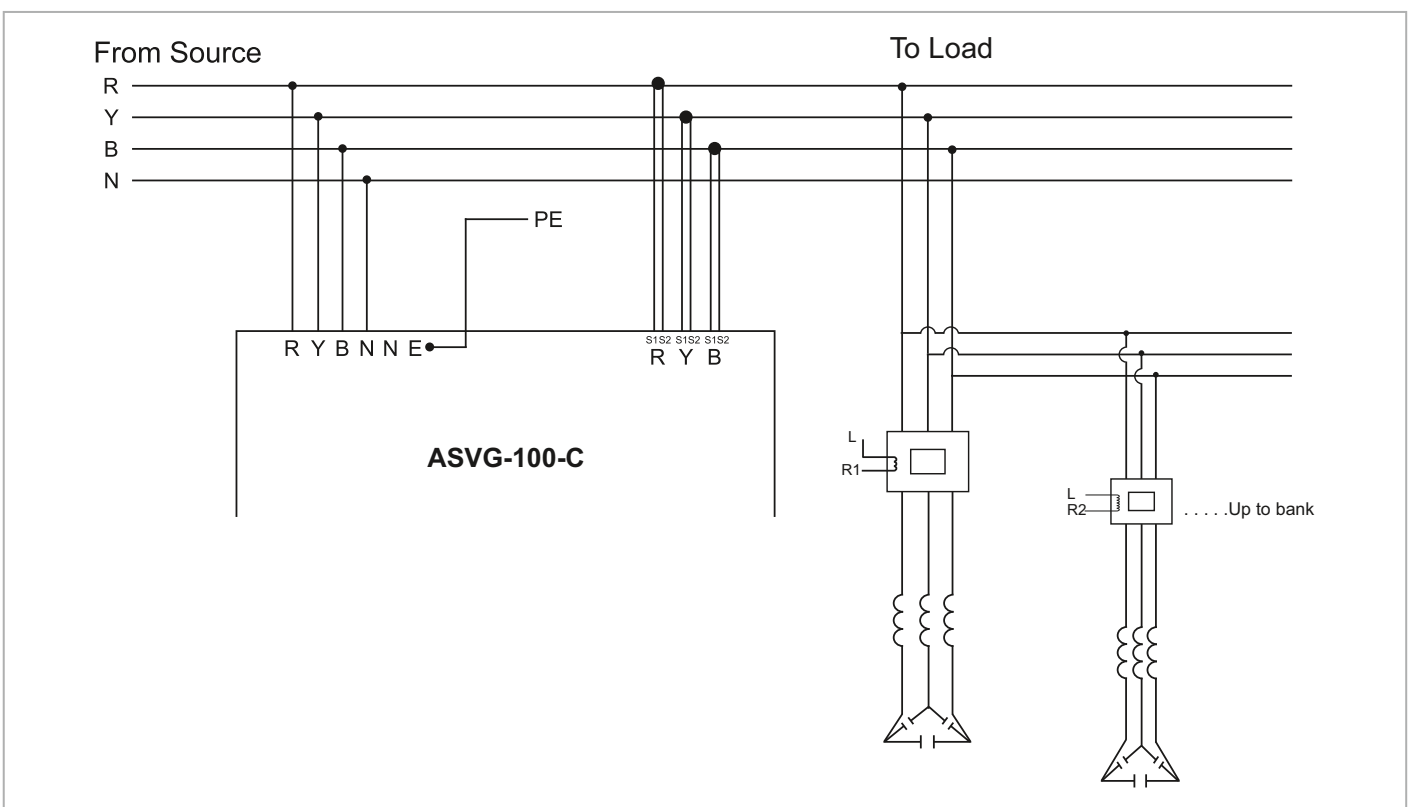 From Source
To Load
R
Y
B
N
PE
R Y B N N E
S1S2 S1S2 S1S2
R Y B
ASVG-100-C
L
R1
L
R2
. . . . .Up to bank